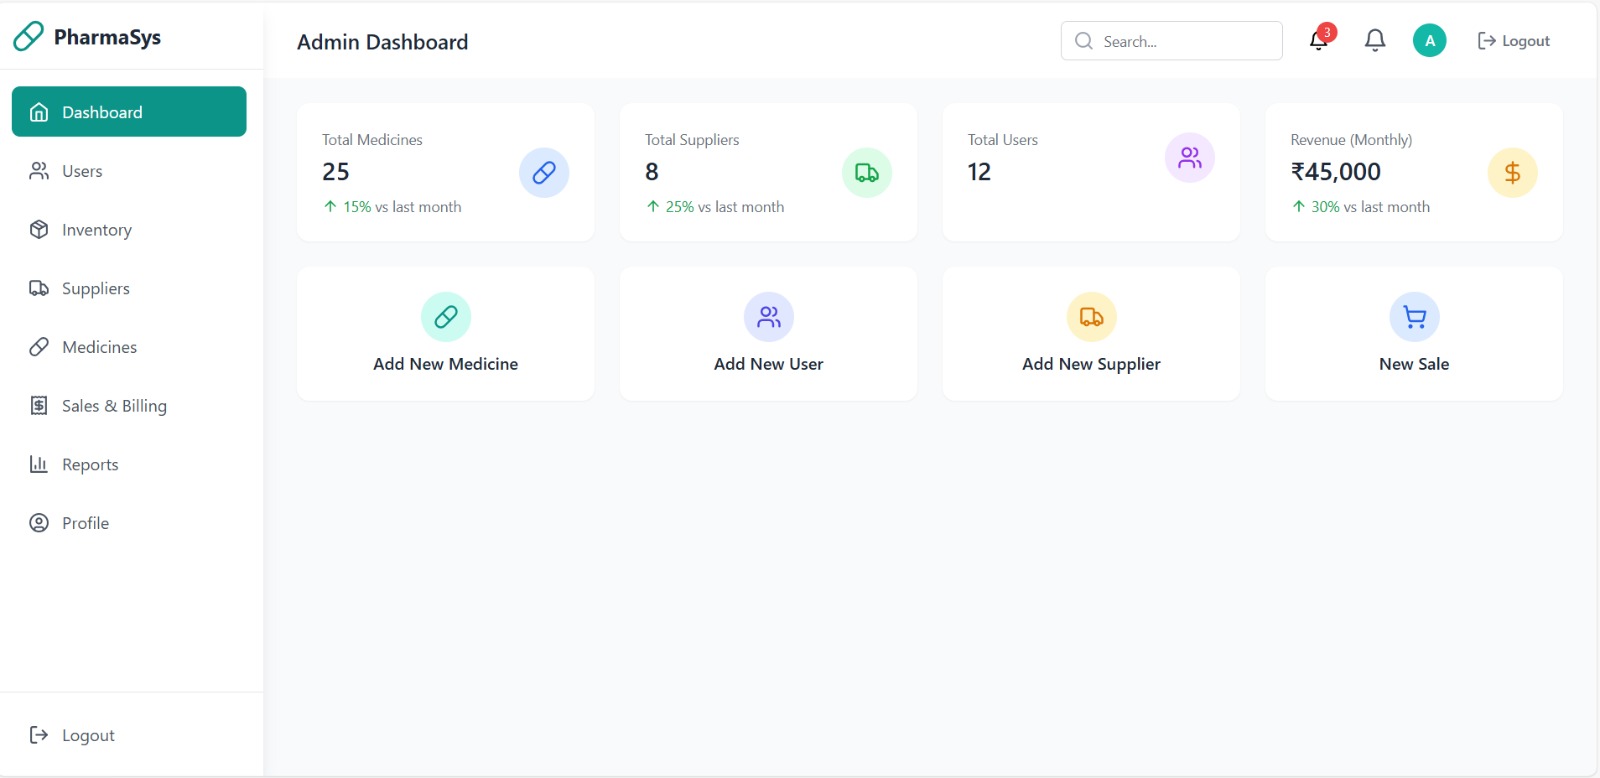 PharmaSys
Admin Dashboard
Search...
3
A
Logout
Dashboard
Users
Inventory
Suppliers
Medicines
Sales & Billing
Reports
Profile
Logout
Total Medicines
25
15% vs last month
Total Suppliers
8
25% vs last month
Total Users
12
Revenue (Monthly)
₹45,000
30% vs last month
Add New Medicine
Add New User
Add New Supplier
New Sale